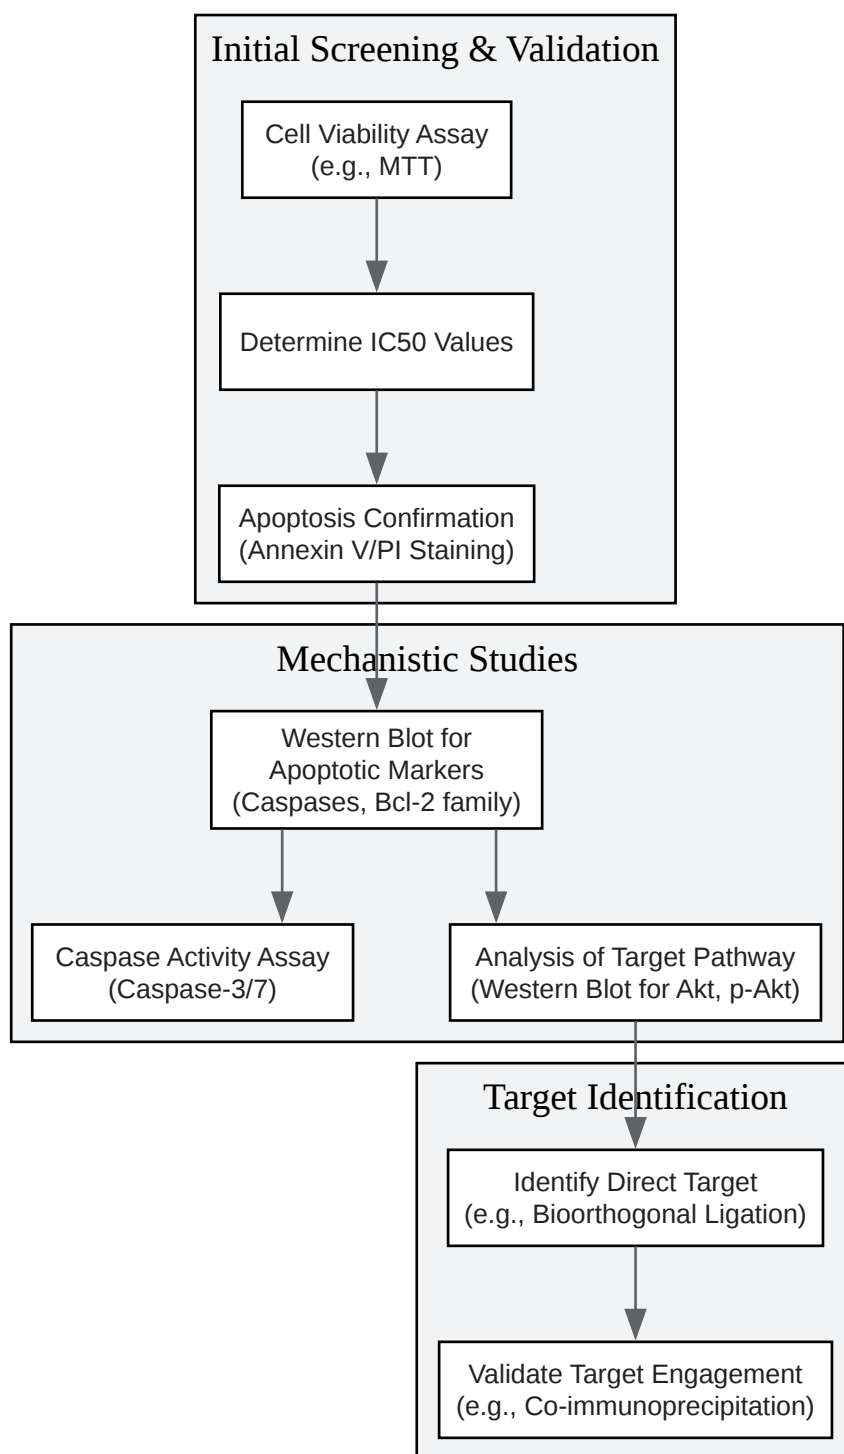 Initial Screening & Validation
Cell Viability Assay
(e.g., MTT)
Determine IC50 Values
Apoptosis Confirmation
(Annexin V/PI Staining)
Mechanistic Studies
Western Blot for
Apoptotic Markers
(Caspases, Bcl-2 family)
Caspase Activity Assay
(Caspase-3/7)
Analysis of Target Pathway
(Western Blot for Akt, p-Akt)
Target Identification
Identify Direct Target
(e.g., Bioorthogonal Ligation)
Validate Target Engagement
(e.g., Co-immunoprecipitation)